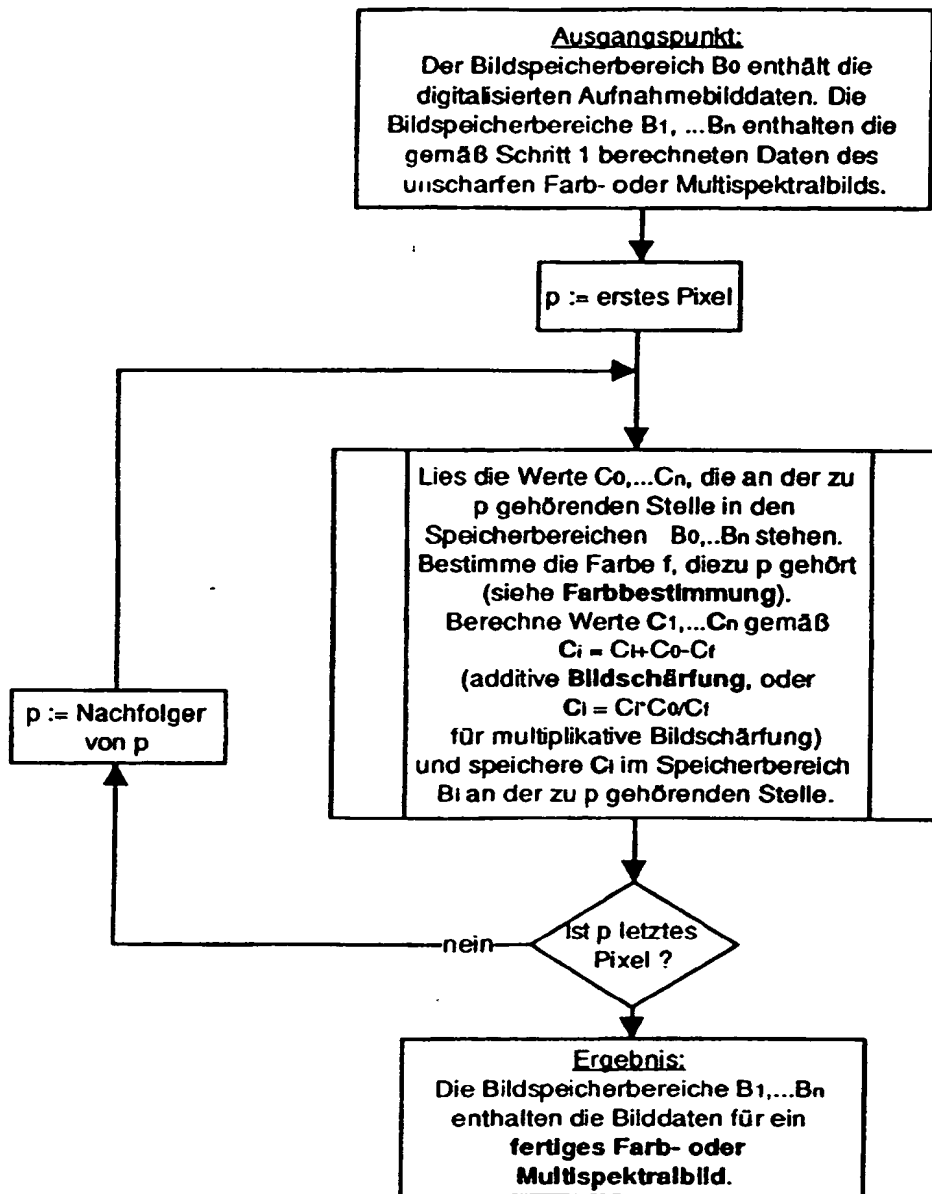 Ausgangspunkt:
Der Bildspeicherbereich B0 enthält die
digitalisierten Aufnahmebilddaten. Die
Bildspeicherbereiche B1, ...Bn enthalten die
gemäß Schritt 1 berechneten Daten des
unscharfen Farb- oder Multispektralbilds.
p := erstes Pixel
Lies die Werte C0,...Cn, die an der zu
p gehörenden Stelle in den
Speicherbereichen B0,..Bn stehen.
Bestimme die Farbe f, diezu p gehört
(siehe Farbbestimmung).
Berechne Werte C1,...Cn gemäß
Ci = Ci+C0-Cf
(additive Bildschärfung, oder
Ci = Ci*C0/Cf
für multiplikative Bildschärfung)
und speichere Ci im Speicherbereich
Bi an der zu p gehörenden Stelle.
p := Nachfolger
von p
nein
Ist p letztes
Pixel ?
Ergebnis:
Die Bildspeicherbereiche B1,...Bn
enthalten die Bilddaten für ein
fertiges Farb- oder
Multispektralbild.